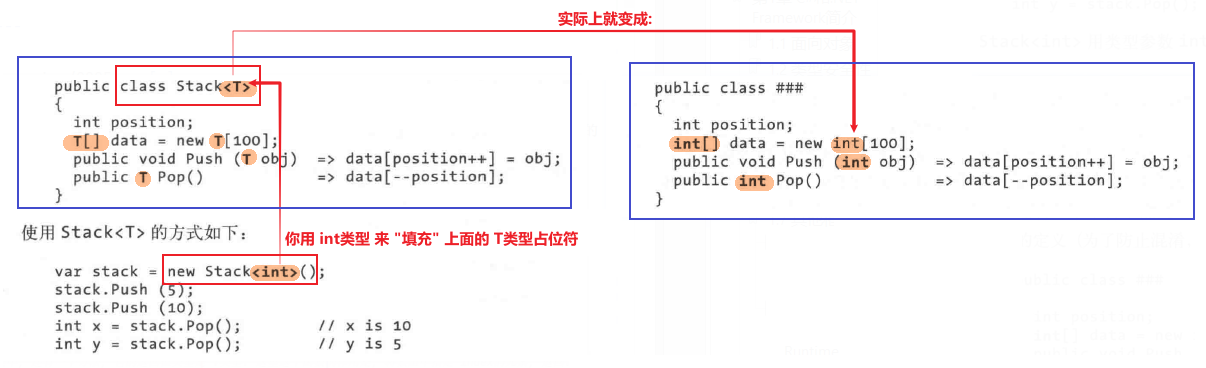 实际上就变成:
public class Stack<T>
{
int position;
T[] data = new T[100];
public void Push (T obj) => data[position++] = obj;
public T Pop() => data[--position];
}
使用 Stack<T> 的方式如下：
你用 int类型 来 "填充" 上面的 T类型占位符
var stack = new Stack<int>();
stack.Push (5);
stack.Push (10);
int x = stack.Pop(); // x is 10
int y = stack.Pop(); // y is 5
public class ###
{
int position;
int[] data = new int[100];
public void Push (int obj) => data[position++] = obj;
public int Pop() => data[--position];
}